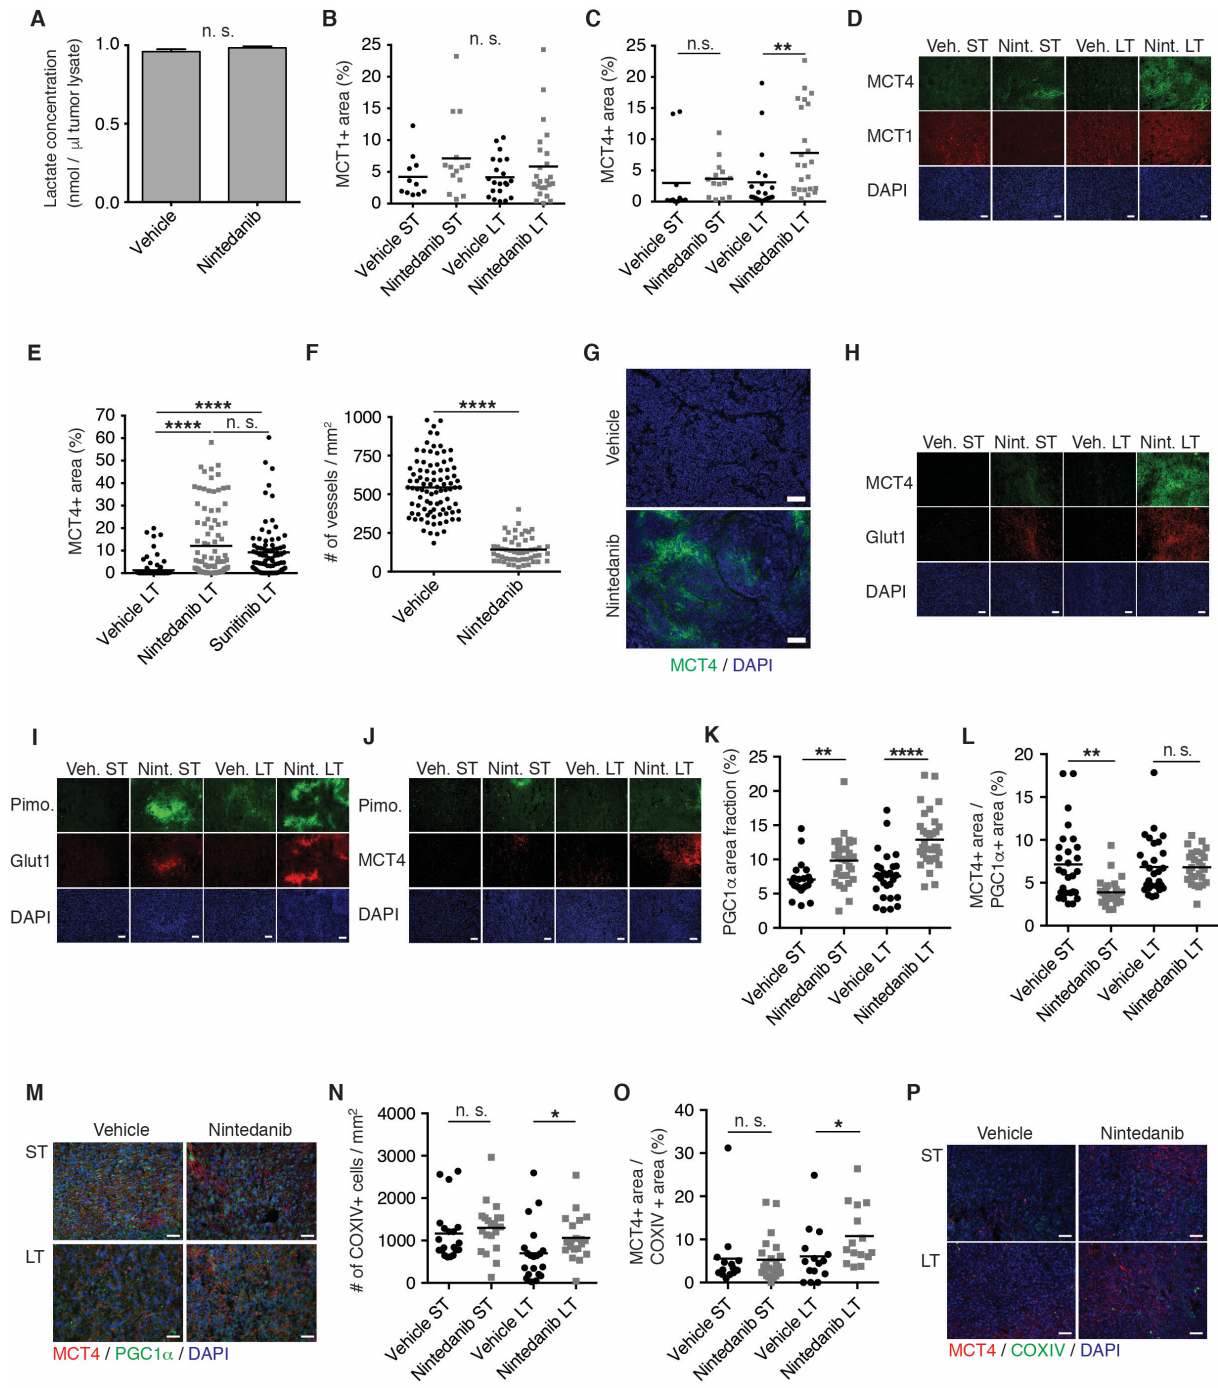 A
Lactate concentration
(nmol / µl tumor lysate)
n. s.
1.0
0.5
0.0
Vehicle
Nintedanib
B
MCT1+ area (%)
n. s.
25
20
15
10
5
0
Vehicle ST
Nintedanib ST
Vehicle LT
Nintedanib LT
C
MCT4+ area (%)
n.s.
**
25
20
15
10
5
0
Vehicle ST
Nintedanib ST
Vehicle LT
Nintedanib LT
D
Veh. ST Nint. ST Veh. LT Nint. LT
MCT4
MCT1
DAPI
E
MCT4+ area (%)
****
**** n. s.
70
60
50
40
30
20
10
0
Vehicle LT
Nintedanib LT
Sunitinib LT
F
# of vessels / mm²
****
1000
750
500
250
0
Vehicle
Nintedanib
G
Vehicle
Nintedanib
MCT4 / DAPI
H
Veh. ST Nint. ST Veh. LT Nint. LT
MCT4
Glut1
DAPI
I
Veh. ST Nint. ST Veh. LT Nint. LT
Pimo.
Glut1
DAPI
J
Veh. ST Nint. ST Veh. LT Nint. LT
Pimo.
MCT4
DAPI
K
PGC1α area fraction (%)
**
****
25
20
15
10
5
0
Vehicle ST
Nintedanib ST
Vehicle LT
Nintedanib LT
L
MCT4+ area /
PGC1α+ area (%)
**
n. s.
20
15
10
5
0
Vehicle ST
Nintedanib ST
Vehicle LT
Nintedanib LT
M
Vehicle Nintedanib
ST
LT
MCT4 / PGC1α / DAPI
N
# of COXIV+ cells / mm²
n. s.
*
4000
3000
2000
1000
0
Vehicle ST
Nintedanib ST
Vehicle LT
Nintedanib LT
O
MCT4+ area /
COXIV + area (%)
n. s.
*
40
30
20
10
0
Vehicle ST
Nintedanib ST
Vehicle LT
Nintedanib LT
P
Vehicle Nintedanib
ST
LT
MCT4 / COXIV / DAPI